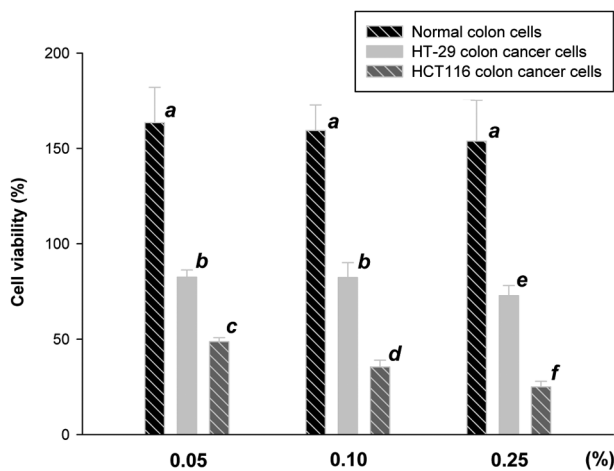 Normal colon cells
HT-29 colon cancer cells
HCT116 colon cancer cells
200
150
100
50
0
Cell viability (%)
a
b
c
a
b
d
a
e
f
0.05 0.10 0.25 (%)